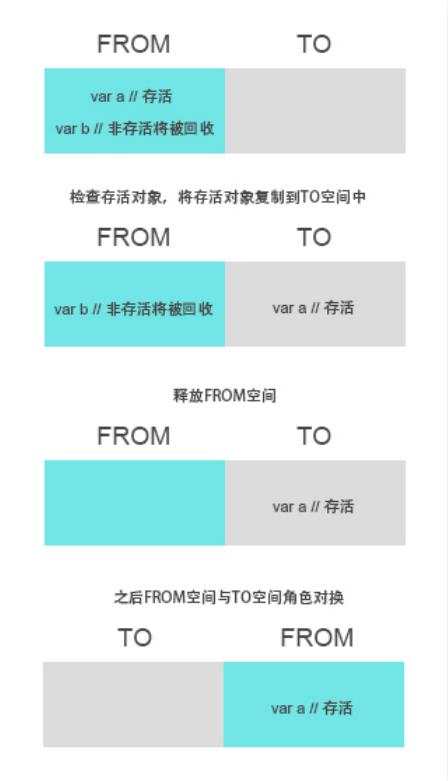 FROM TO
var a // 存活
var b // 非存活将被回收
检查存活对象，将存活对象复制到TO空间中
FROM TO
var b // 非存活将被回收 var a // 存活
释放FROM空间
FROM TO
var a // 存活
之后FROM空间与TO空间角色对换
TO FROM
var a // 存活